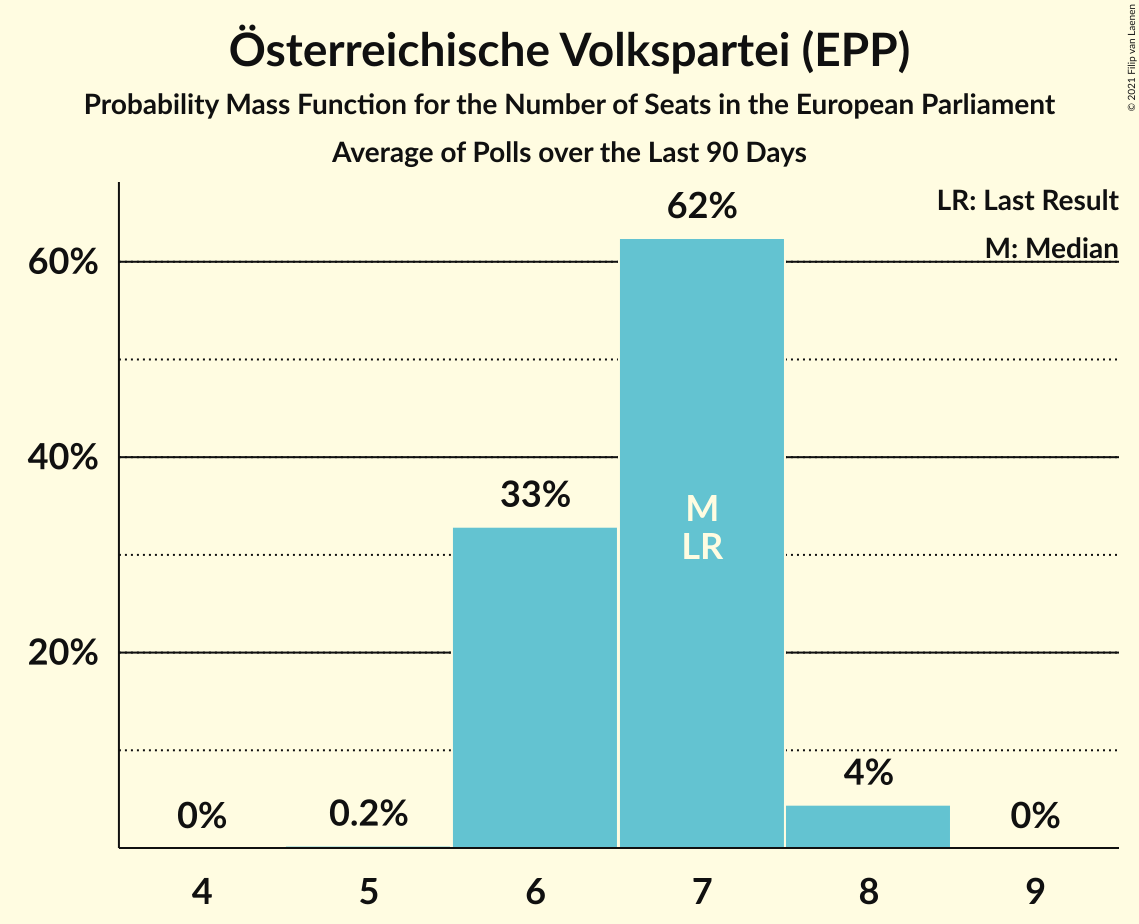 Österreichische Volkspartei (EPP)
Probability Mass Function for the Number of Seats in the European Parliament
Average of Polls over the Last 90 Days
© 2021 Filip van Laenen
LR: Last Result
M: Median
62%
60%
40%
33%
M
LR
20%
4%
0%
0.2%
0%
4
5
6
7
8
9